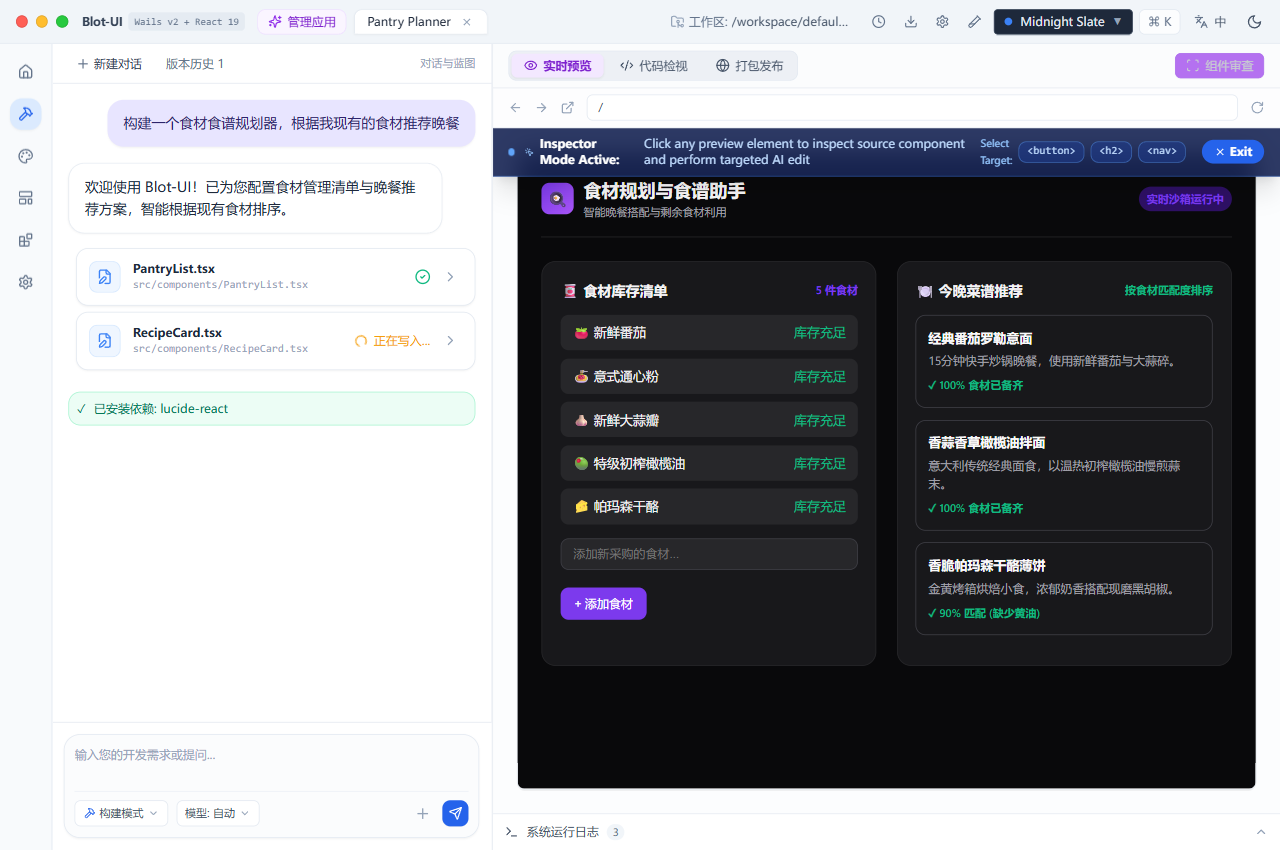 Blot-UI
Wails v2 + React 19
管理应用
Pantry Planner
工作区: /workspace/defaul...
Midnight Slate
⌘ K
中
新建对话
版本历史 1
对话与蓝图
构建一个食材食谱规划器，根据我现有的食材推荐晚餐
欢迎使用 Blot-UI！已为您配置食材管理清单与晚餐推
荐方案，智能根据现有食材排序。
PantryList.tsx
src/components/PantryList.tsx
RecipeCard.tsx
src/components/RecipeCard.tsx
正在写入...
✓ 已安装依赖: lucide-react
输入您的开发需求或提问...
构建模式
模型: 自动
实时预览
代码检视
打包发布
组件审查
/
Inspector
Mode Active:
Click any preview element to inspect source component
and perform targeted AI edit
Select
Target:
<button>
<h2>
<nav>
✕ Exit
食材规划与食谱助手
智能晚餐搭配与剩余食材利用
实时沙箱运行中
食材库存清单
5 件食材
新鲜番茄
库存充足
意式通心粉
库存充足
新鲜大蒜瓣
库存充足
特级初榨橄榄油
库存充足
帕玛森干酪
库存充足
添加新采购的食材...
+ 添加食材
今晚菜谱推荐
按食材匹配度排序
经典番茄罗勒意面
15分钟快手炒锅晚餐，使用新鲜番茄与大蒜碎。
✓ 100% 食材已备齐
香蒜香草橄榄油拌面
意大利传统经典面食，以温热初榨橄榄油慢煎蒜
末。
✓ 100% 食材已备齐
香脆帕玛森干酪薄饼
金黄烤箱烘焙小食，浓郁奶香搭配现磨黑胡椒。
✓ 90% 匹配 (缺少黄油)
系统运行日志
3